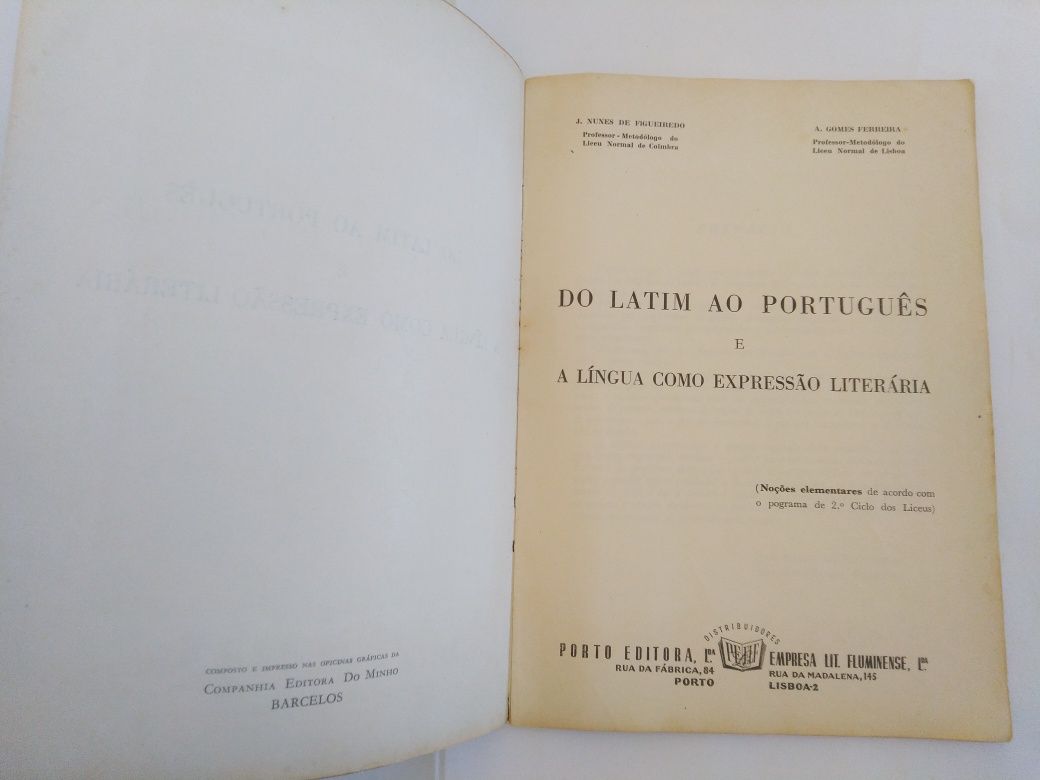 COMPOSTO E IMPRESSO NAS OFICINAS GRÁFICAS DA
COMPANHIA EDITORA DO MINHO
BARCELOS
J. NUNES DE FIGUEIREDO
Professor - Metodólogo do
Liceu Normal de Coimbra
A. GOMES FERREIRA
Professor-Metodólogo do
Liceu Normal de Lisboa
DO LATIM AO PORTUGUÊS
E
A LÍNGUA COMO EXPRESSÃO LITERÁRIA
(Noções elementares de acordo com
o pograma de 2.º Ciclo dos Liceus)
DISTRIBUIDORES
PORTO EDITORA, L.DA
RUA DA FÁBRICA, 84
PORTO
EMPRESA LIT. FLUMINENSE, L.DA
RUA DA MADALENA, 145
LISBOA-2